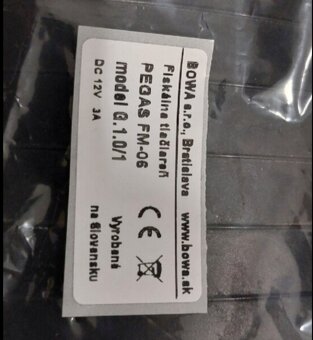 BOWA s.r.o., Bratislava www.bowa.sk
Fiskálna tlačiareň
PEGAS FM-06
model G.1.0/1
DC 12V 3A
CE
Vyrobené
na Slovensku